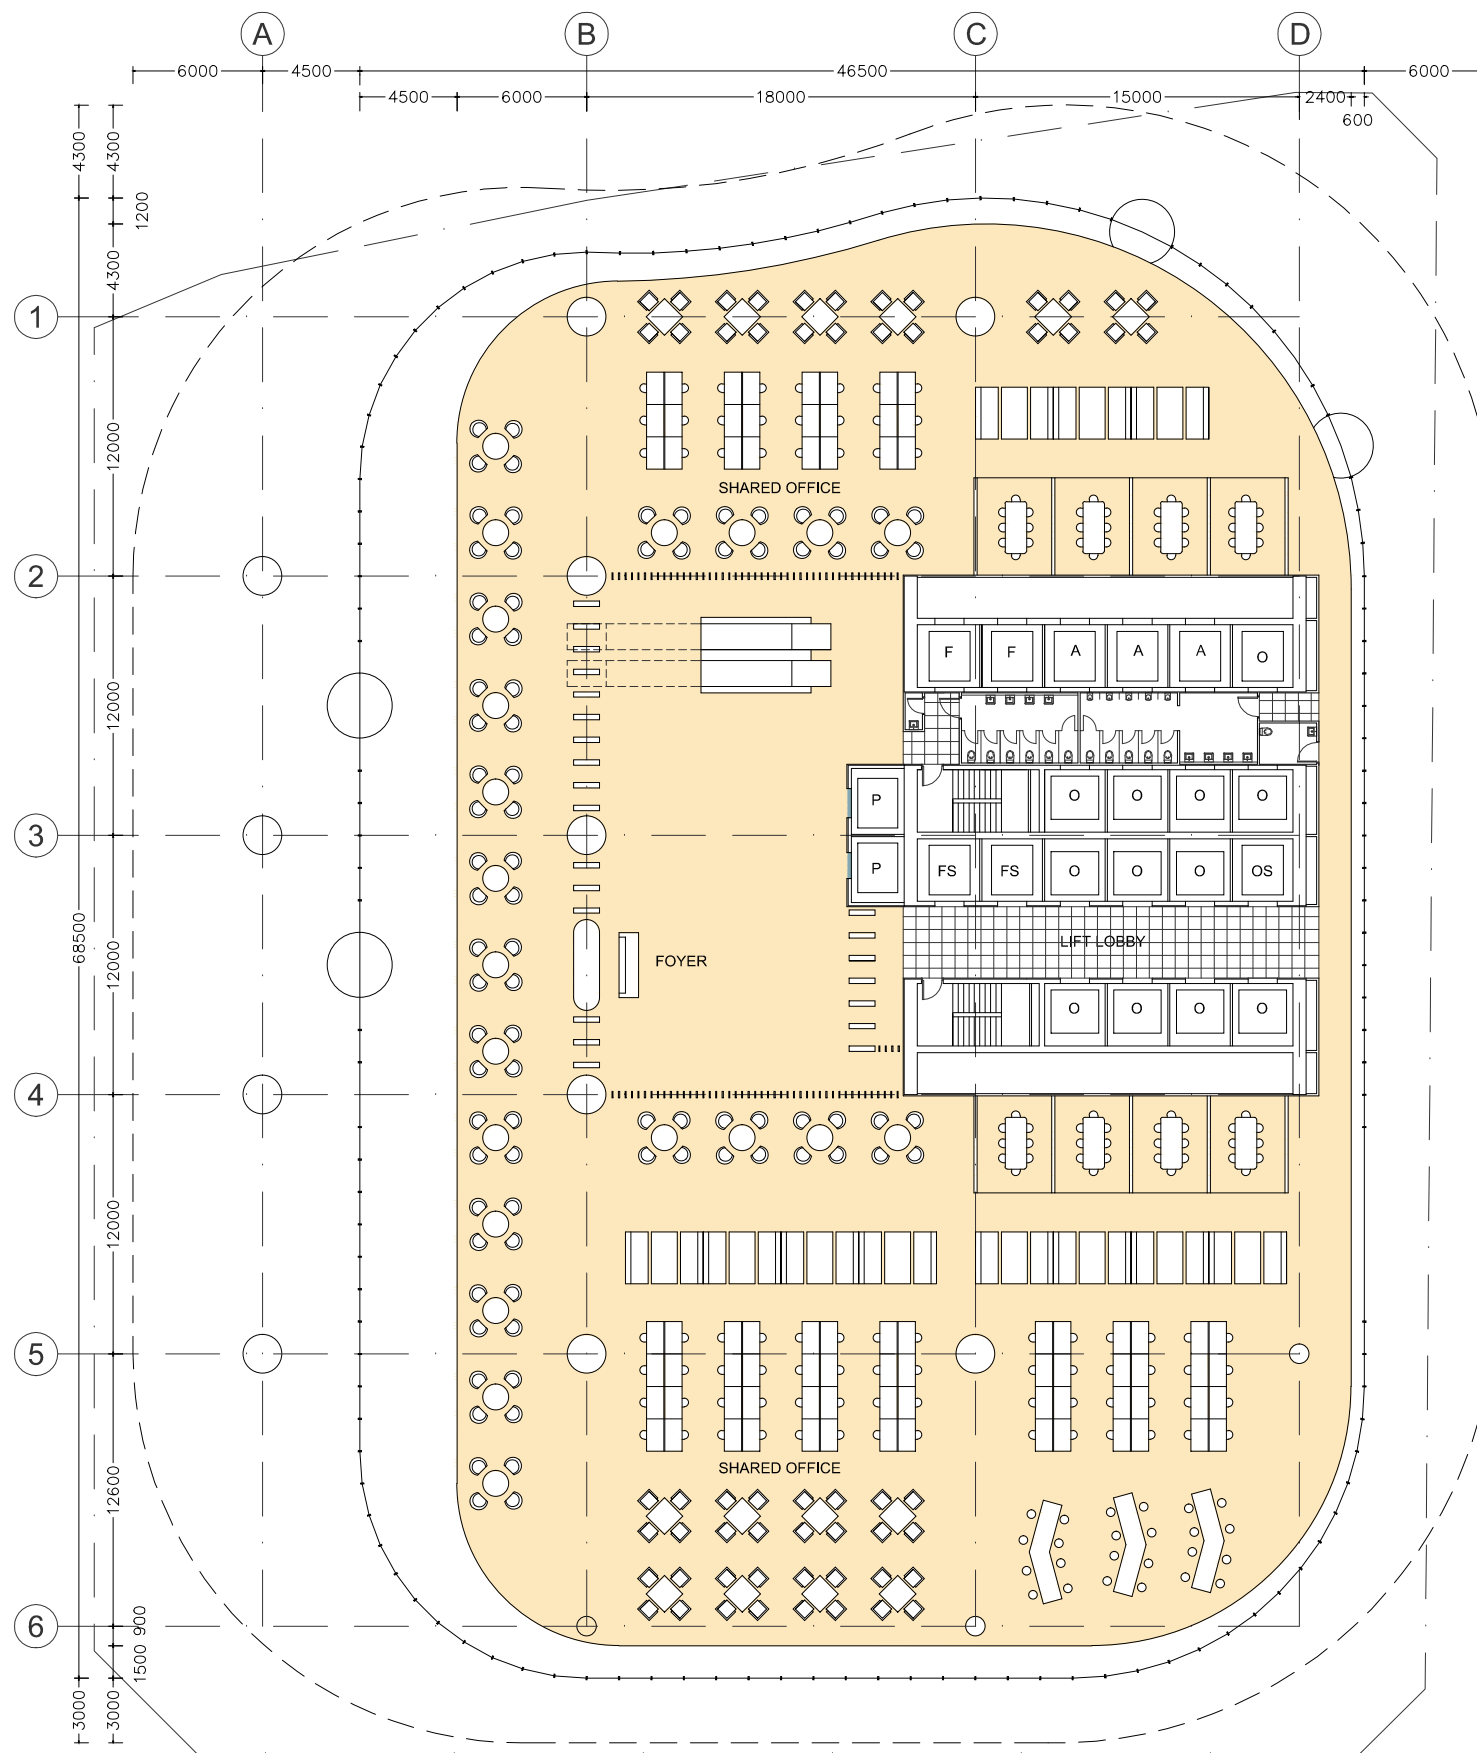 A B C D
6000 4500 46500 6000
4500 6000 18000 15000 2400
600
4300 4300
1200
4300
1
12000
SHARED OFFICE
2
F F A A A O
12000
P O O O O
3
P FS FS O O O OS
68500
12000
LIFT LOBBY
FOYER
O O O O
4
12000
5
SHARED OFFICE
12600
6
900
1500
3000 3000